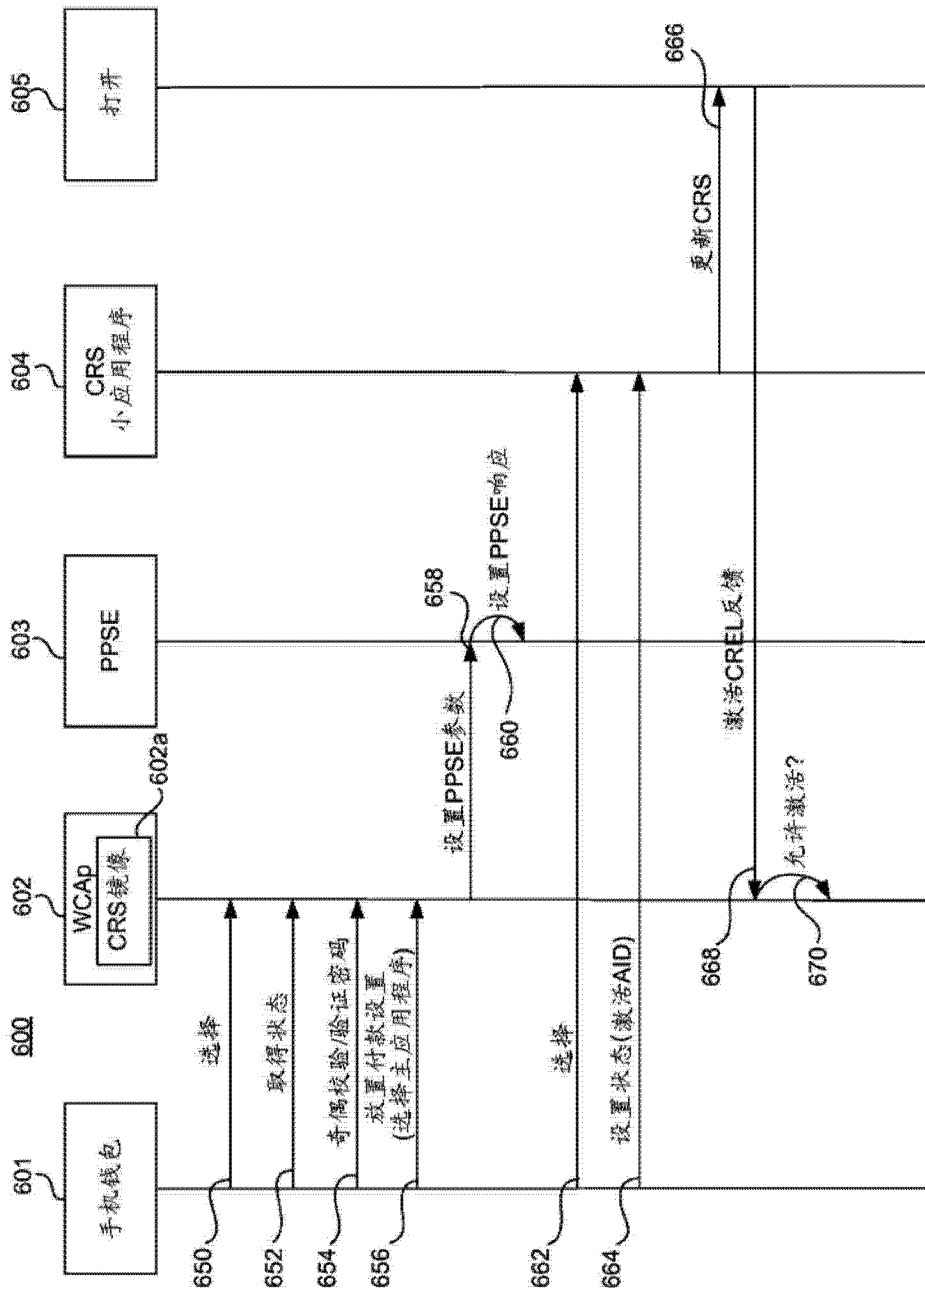 600
601
手机钱包
602
WCAp
CRS镜像
602a
603
PPSE
604
CRS
小应用程序
605
打开
650
选择
652
取得状态
654
奇偶校验/验证密码
656
放置付款设置
(选择主应用程序)
设置PPSE参数
658
设置PPSE响应
660
662
选择
664
设置状态(激活AID)
更新CRS
666
激活CREL反馈
668
允许激活?
670